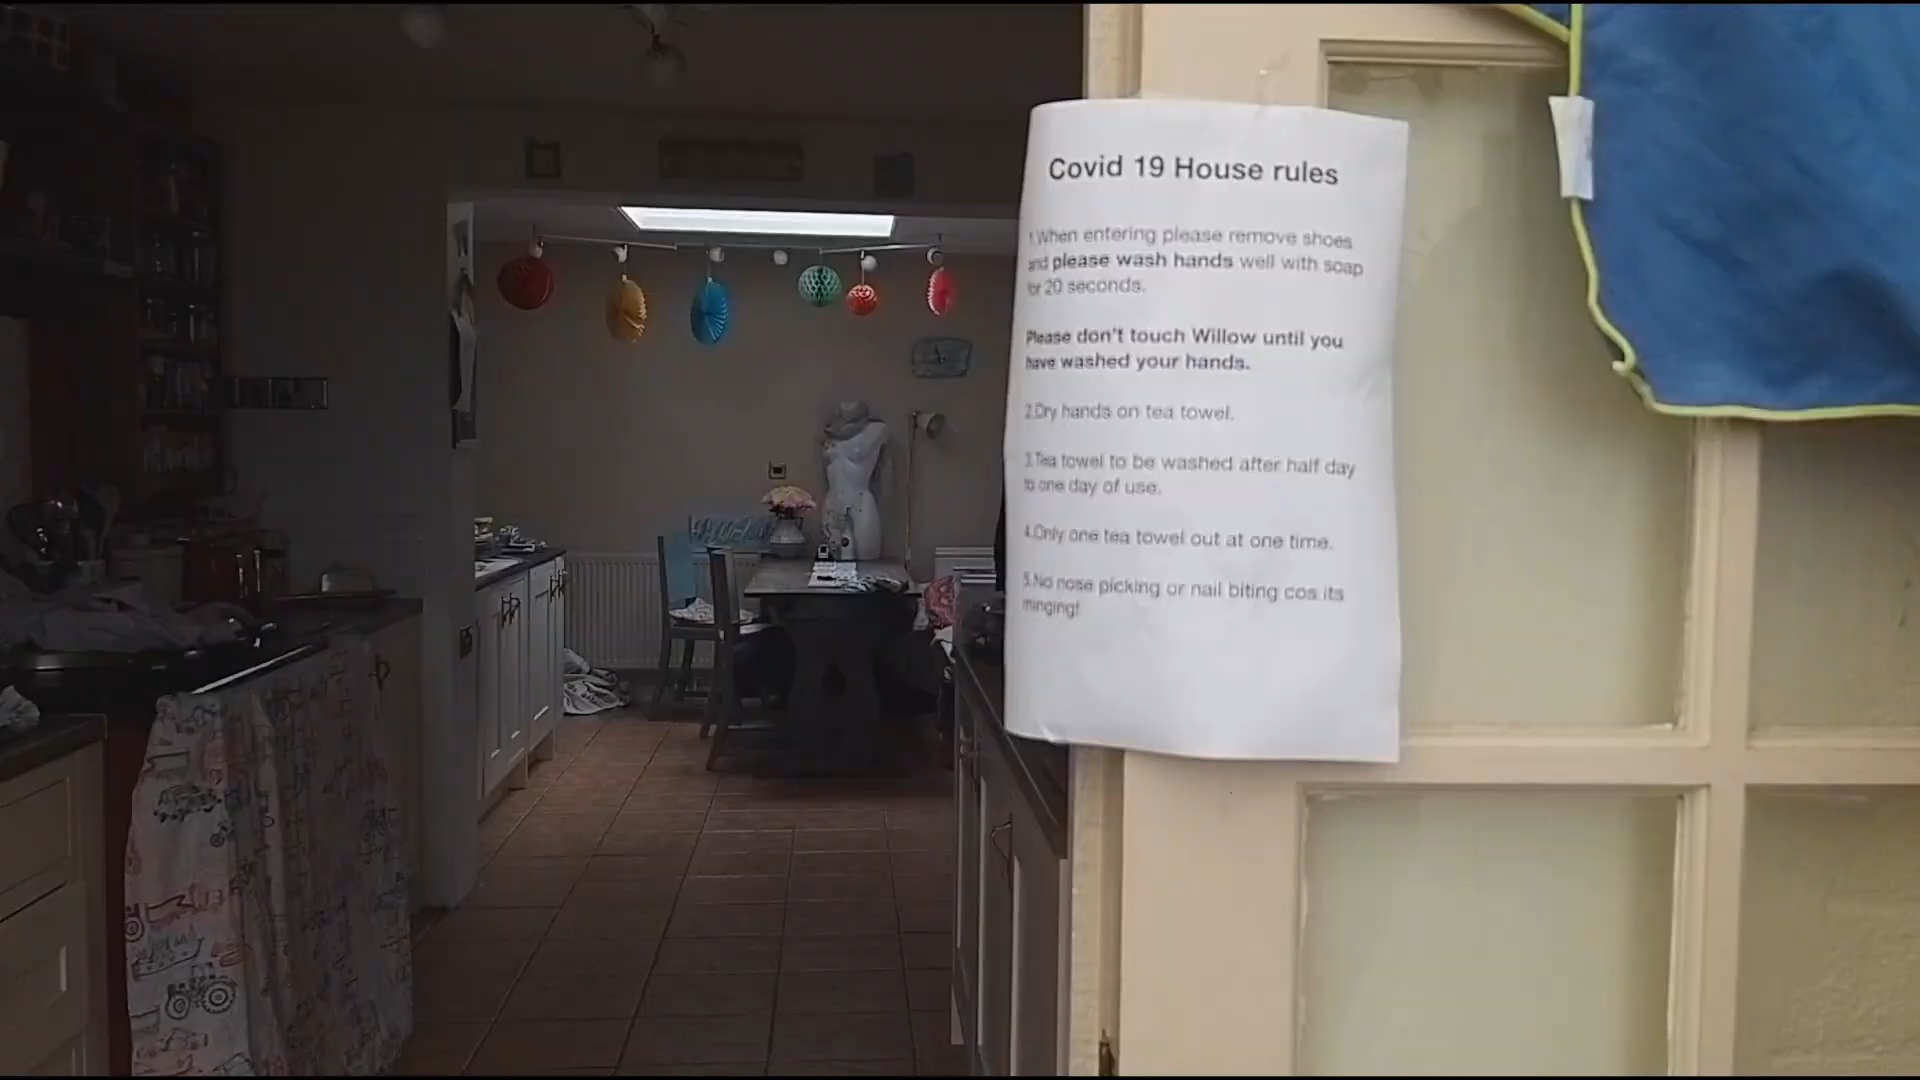 Covid 19 House rules
1.When entering please remove shoes
and please wash hands well with soap
for 20 seconds.
Please don't touch Willow until you
have washed your hands.
2.Dry hands on tea towel.
3.Tea towel to be washed after half day
to one day of use.
4.Only one tea towel out at one time.
5.No nose picking or nail biting cos its
minging!